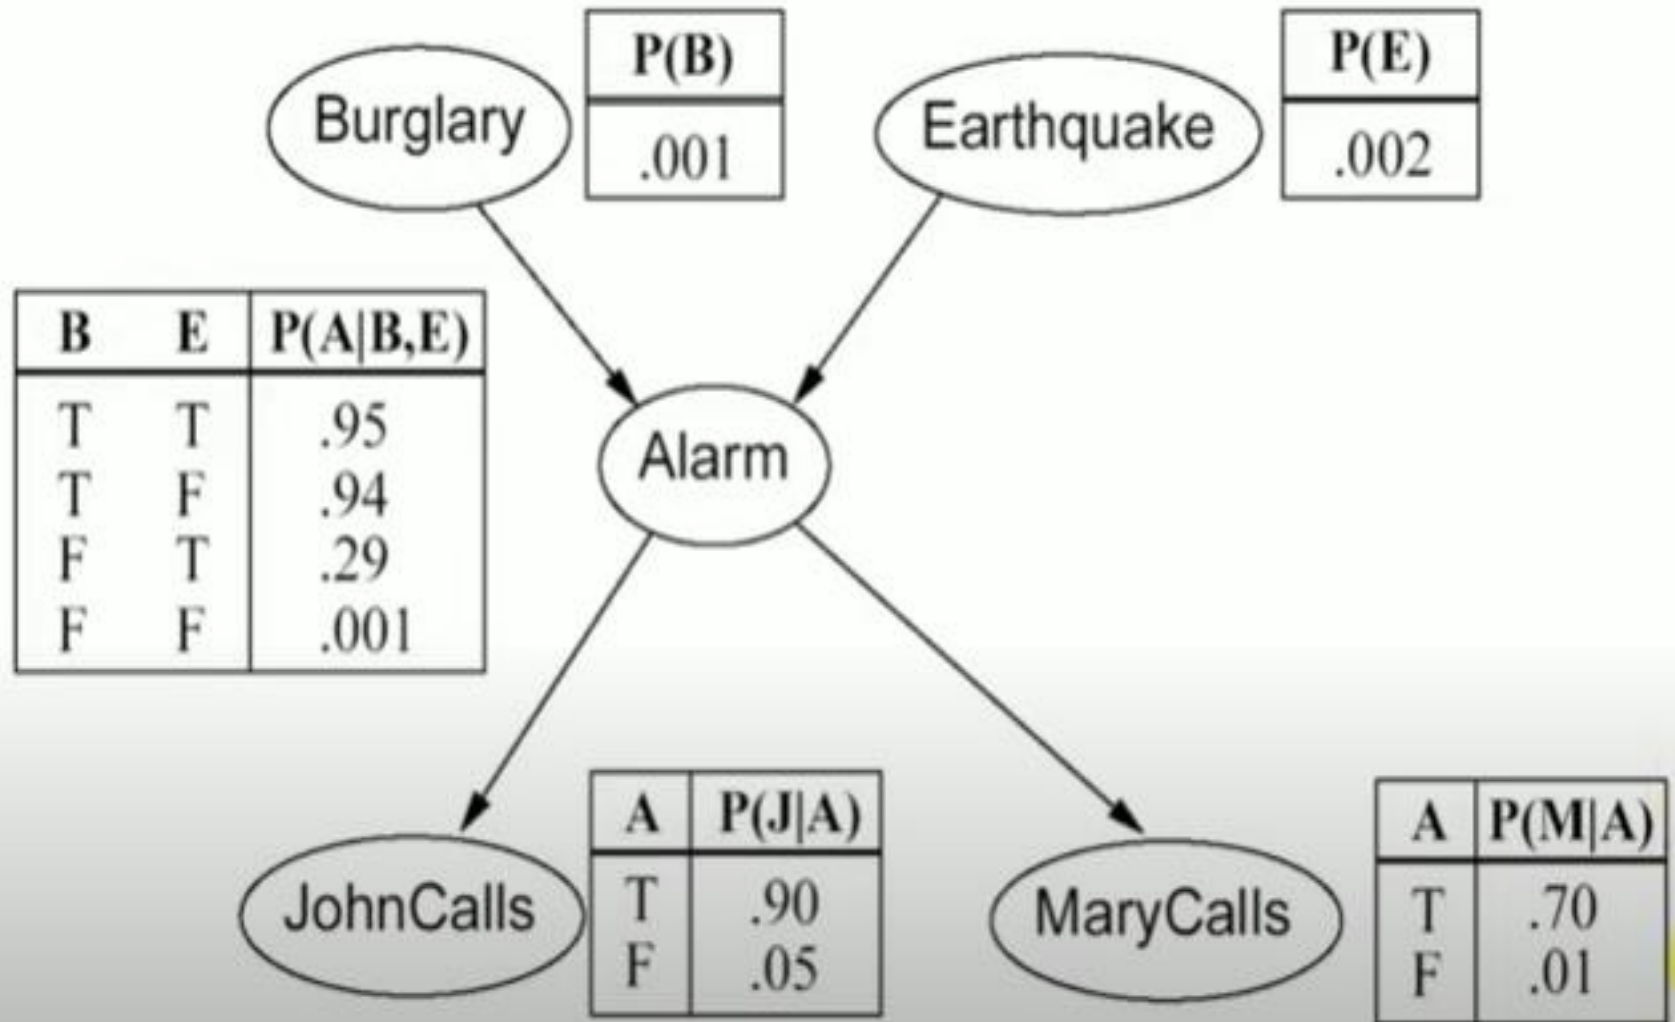 Burglary
P(B)
.001
Earthquake
P(E)
.002
B E P(A|B,E)
T T .95
T F .94
F T .29
F F .001
Alarm
JohnCalls
A P(J|A)
T .90
F .05
MaryCalls
A P(M|A)
T .70
F .01